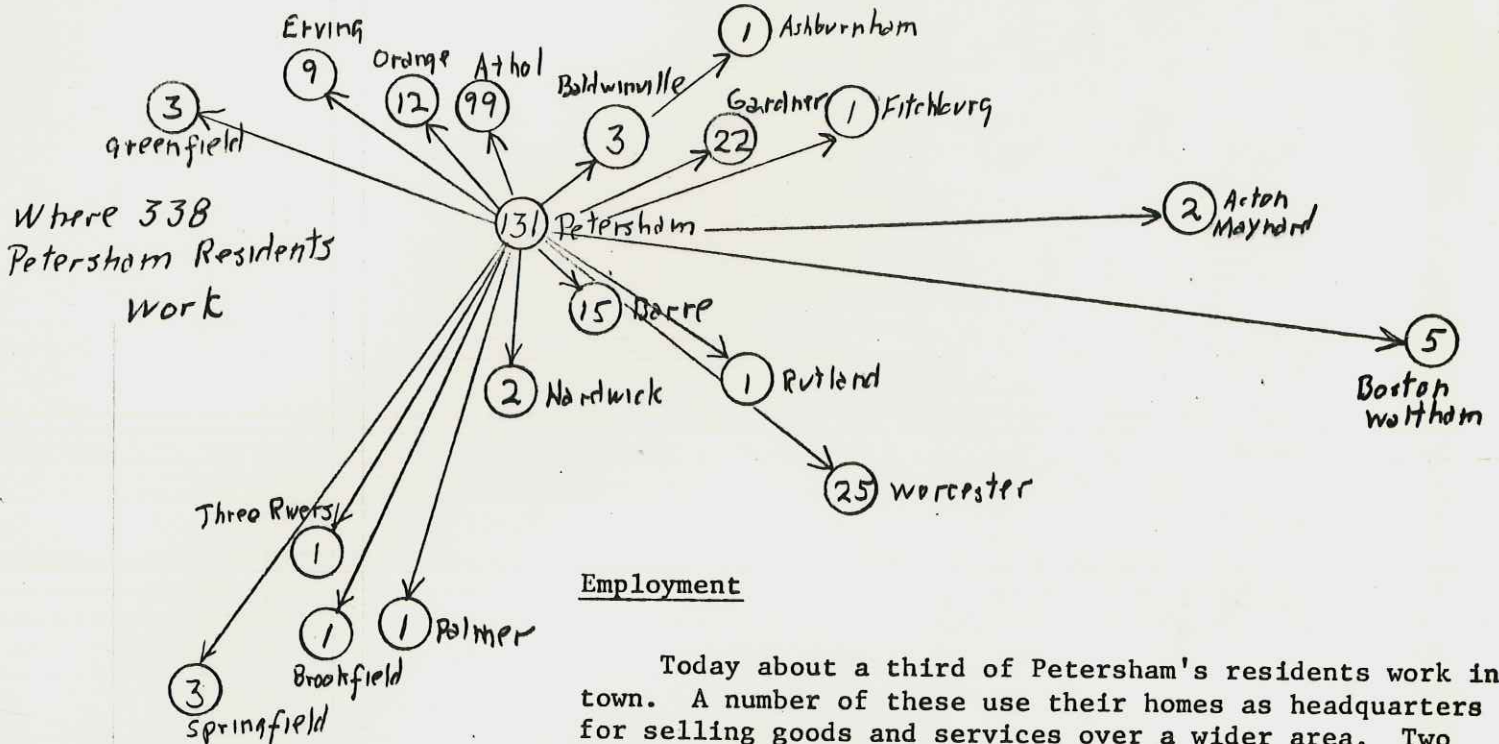 1 Ashburnham
Erving
9
Orange
12
Athol
99
Baldwinville
3
Gardner
22
1 Fitchburg
3
Greenfield
Where 338
Petersham Residents
Work
131 Petersham
2 Acton
Maynard
15 Barre
5
Boston
Waltham
2 Hardwick
1 Rutland
25 Worcester
Three Rivers
1
1
Brookfield
1 Palmer
3
Springfield
Employment
Today about a third of Petersham's residents work in
town. A number of these use their homes as headquarters
for selling goods and services over a wider area. Two